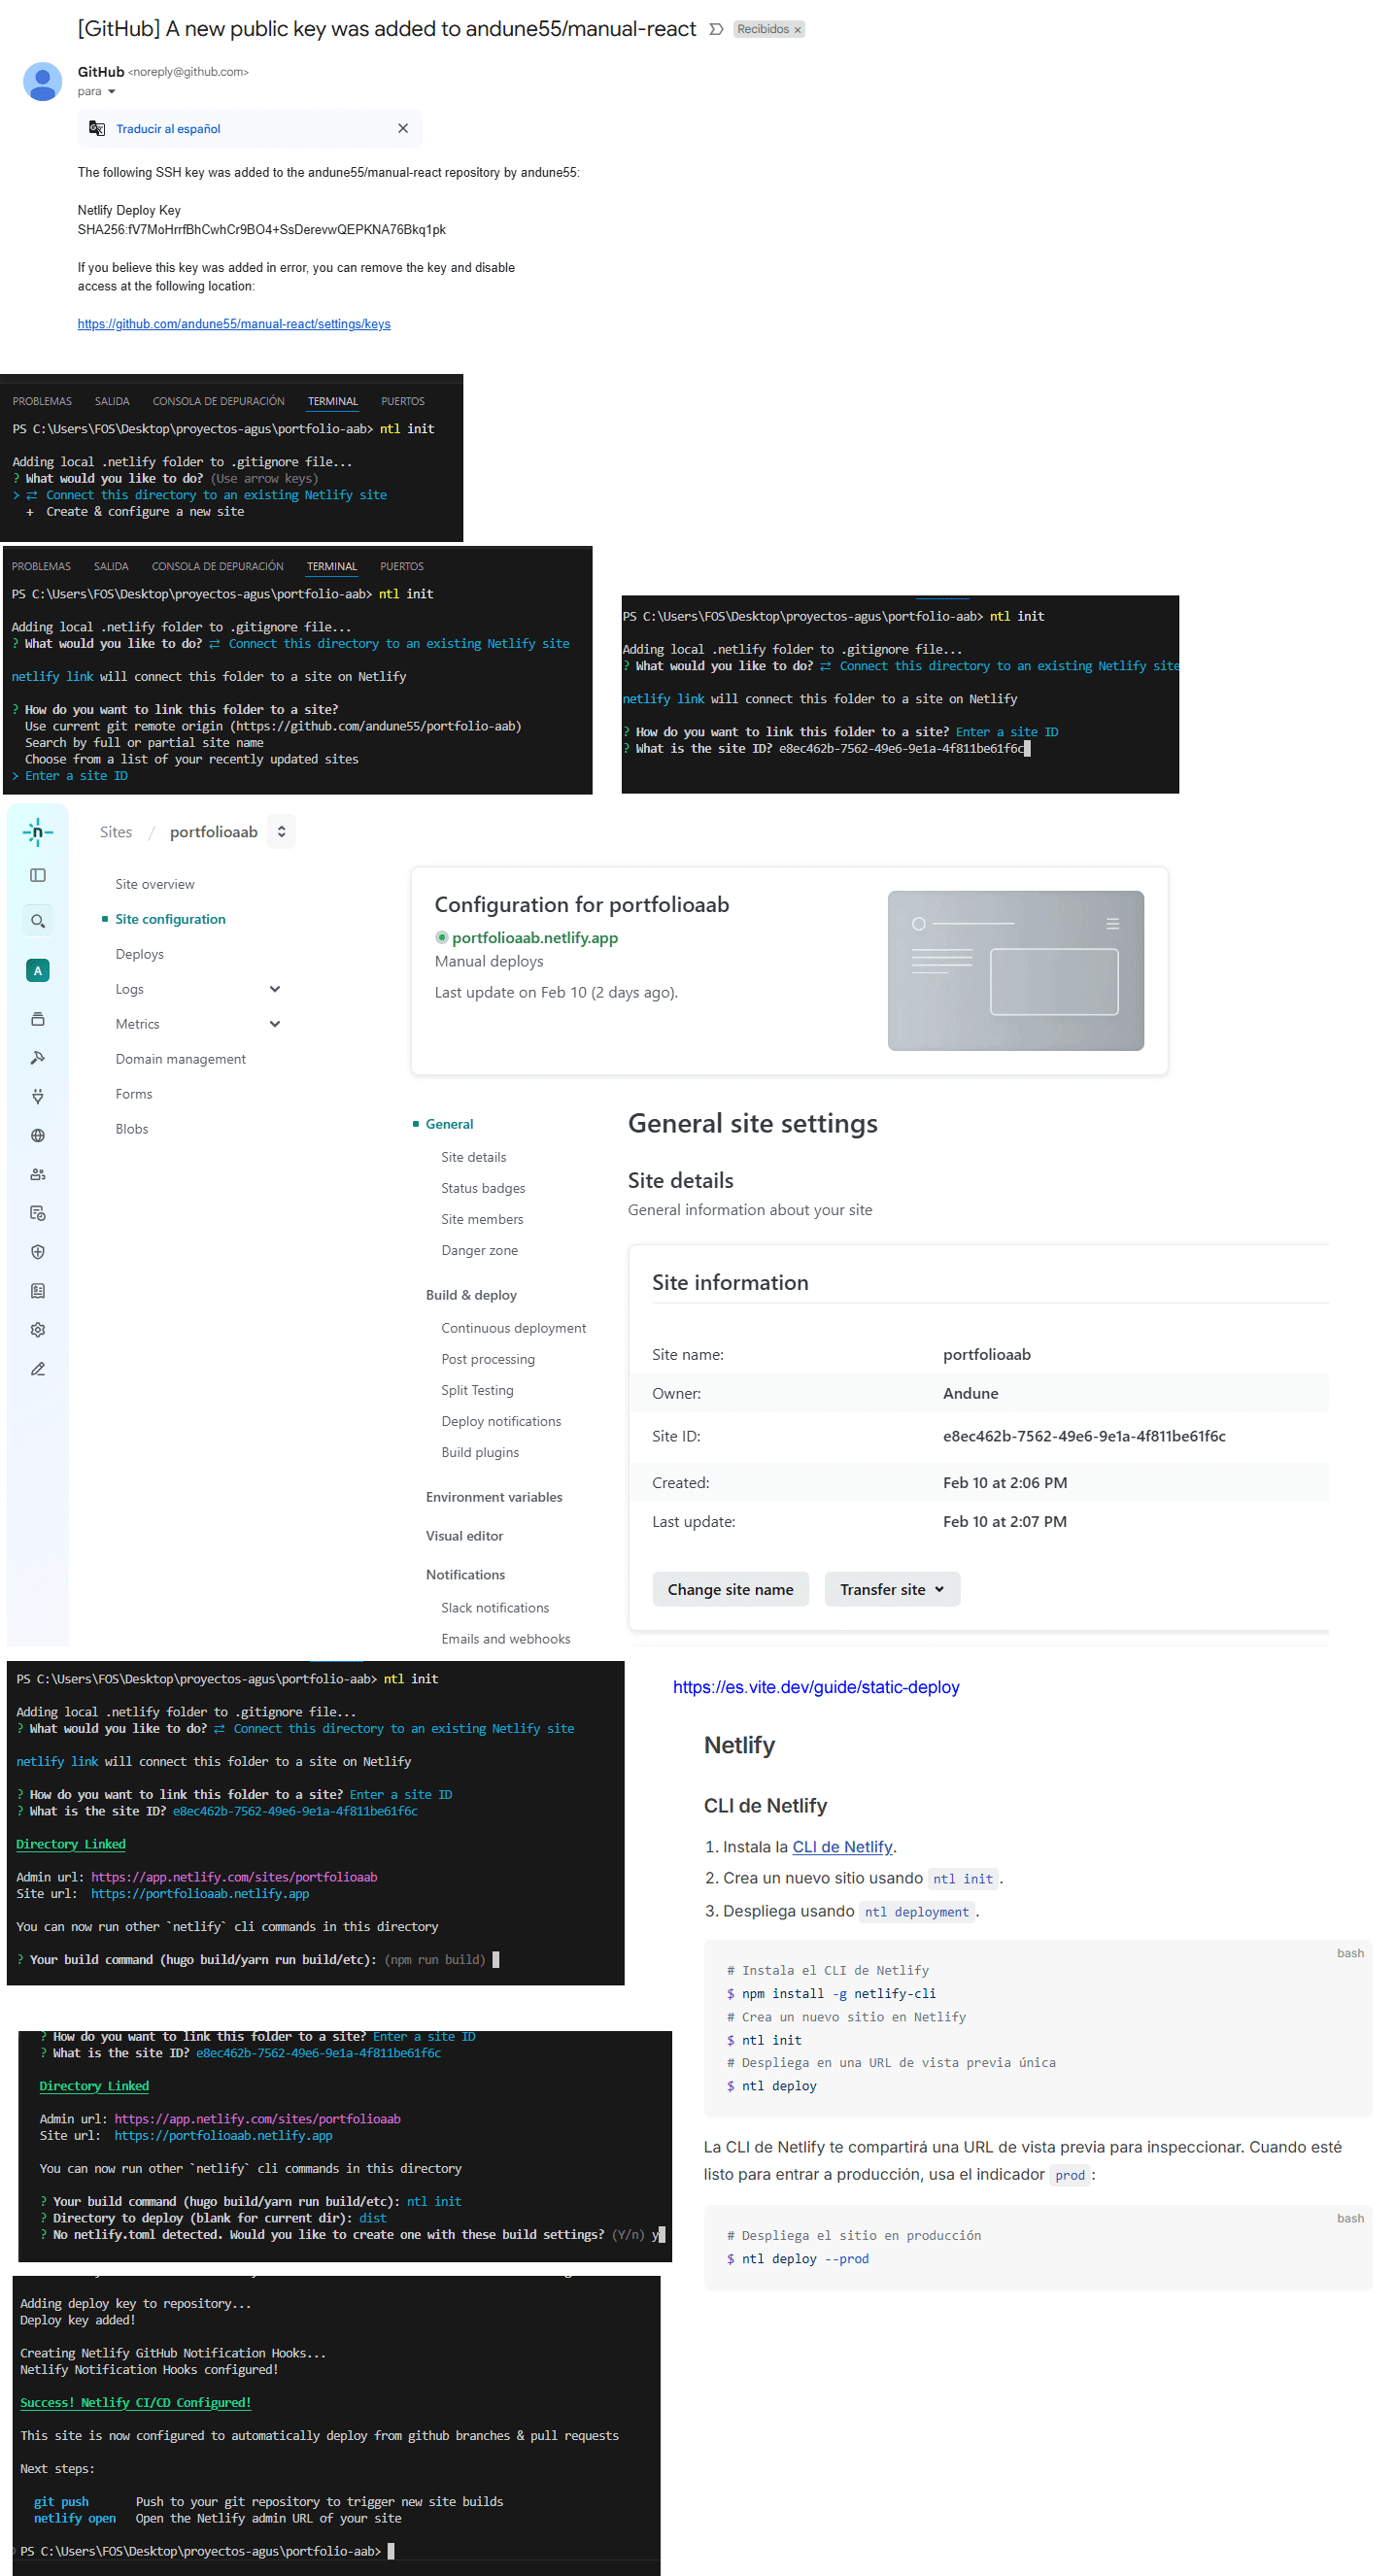 [GitHub] A new public key was added to andune55/manual-react
Recibidos x
GitHub <noreply@github.com>
para
Traducir al español
The following SSH key was added to the andune55/manual-react repository by andune55:
Netlify Deploy Key
SHA256:fV7MoHrrfBhCwhCr9BO4+SsDerevwQEPKNA76Bkq1pk
If you believe this key was added in error, you can remove the key and disable
access at the following location:
https://github.com/andune55/manual-react/settings/keys
PROBLEMAS SALIDA CONSOLA DE DEPURACIÓN TERMINAL PUERTOS
PS C:\Users\FOS\Desktop\proyectos-agus\portfolio-aab> ntl init
Adding local .netlify folder to .gitignore file...
? What would you like to do? (Use arrow keys)
> ⇄ Connect this directory to an existing Netlify site
+ Create & configure a new site
PROBLEMAS SALIDA CONSOLA DE DEPURACIÓN TERMINAL PUERTOS
PS C:\Users\FOS\Desktop\proyectos-agus\portfolio-aab> ntl init
Adding local .netlify folder to .gitignore file...
? What would you like to do? ⇄ Connect this directory to an existing Netlify site
netlify link will connect this folder to a site on Netlify
? How do you want to link this folder to a site?
Use current git remote origin (https://github.com/andune55/portfolio-aab)
Search by full or partial site name
Choose from a list of your recently updated sites
> Enter a site ID
PS C:\Users\FOS\Desktop\proyectos-agus\portfolio-aab> ntl init
Adding local .netlify folder to .gitignore file...
? What would you like to do? ⇄ Connect this directory to an existing Netlify site
netlify link will connect this folder to a site on Netlify
? How do you want to link this folder to a site? Enter a site ID
? What is the site ID? e8ec462b-7562-49e6-9e1a-4f811be61f6c
n
A
Sites / portfolioaab
Site overview
Site configuration
Deploys
Logs
Metrics
Domain management
Forms
Blobs
Configuration for portfolioaab
portfolioaab.netlify.app
Manual deploys
Last update on Feb 10 (2 days ago).
General
Site details
Status badges
Site members
Danger zone
Build & deploy
Continuous deployment
Post processing
Split Testing
Deploy notifications
Build plugins
Environment variables
Visual editor
Notifications
Slack notifications
Emails and webhooks
General site settings
Site details
General information about your site
Site information
Site name: portfolioaab
Owner: Andune
Site ID: e8ec462b-7562-49e6-9e1a-4f811be61f6c
Created: Feb 10 at 2:06 PM
Last update: Feb 10 at 2:07 PM
Change site name Transfer site
PS C:\Users\FOS\Desktop\proyectos-agus\portfolio-aab> ntl init
Adding local .netlify folder to .gitignore file...
? What would you like to do? ⇄ Connect this directory to an existing Netlify site
netlify link will connect this folder to a site on Netlify
? How do you want to link this folder to a site? Enter a site ID
? What is the site ID? e8ec462b-7562-49e6-9e1a-4f811be61f6c
Directory Linked
Admin url: https://app.netlify.com/sites/portfolioaab
Site url: https://portfolioaab.netlify.app
You can now run other `netlify` cli commands in this directory
? Your build command (hugo build/yarn run build/etc): (npm run build)
? How do you want to link this folder to a site? Enter a site ID
? What is the site ID? e8ec462b-7562-49e6-9e1a-4f811be61f6c
Directory Linked
Admin url: https://app.netlify.com/sites/portfolioaab
Site url: https://portfolioaab.netlify.app
You can now run other `netlify` cli commands in this directory
? Your build command (hugo build/yarn run build/etc): ntl init
? Directory to deploy (blank for current dir): dist
? No netlify.toml detected. Would you like to create one with these build settings? (Y/n) y
Adding deploy key to repository...
Deploy key added!
Creating Netlify GitHub Notification Hooks...
Netlify Notification Hooks configured!
Success! Netlify CI/CD Configured!
This site is now configured to automatically deploy from github branches & pull requests
Next steps:
git push Push to your git repository to trigger new site builds
netlify open Open the Netlify admin URL of your site
PS C:\Users\FOS\Desktop\proyectos-agus\portfolio-aab>
https://es.vite.dev/guide/static-deploy
Netlify
CLI de Netlify
1. Instala la CLI de Netlify.
2. Crea un nuevo sitio usando ntl init.
3. Despliega usando ntl deployment.
bash
# Instala el CLI de Netlify
$ npm install -g netlify-cli
# Crea un nuevo sitio en Netlify
$ ntl init
# Despliega en una URL de vista previa única
$ ntl deploy
La CLI de Netlify te compartirá una URL de vista previa para inspeccionar. Cuando esté
listo para entrar a producción, usa el indicador prod:
bash
# Despliega el sitio en producción
$ ntl deploy --prod